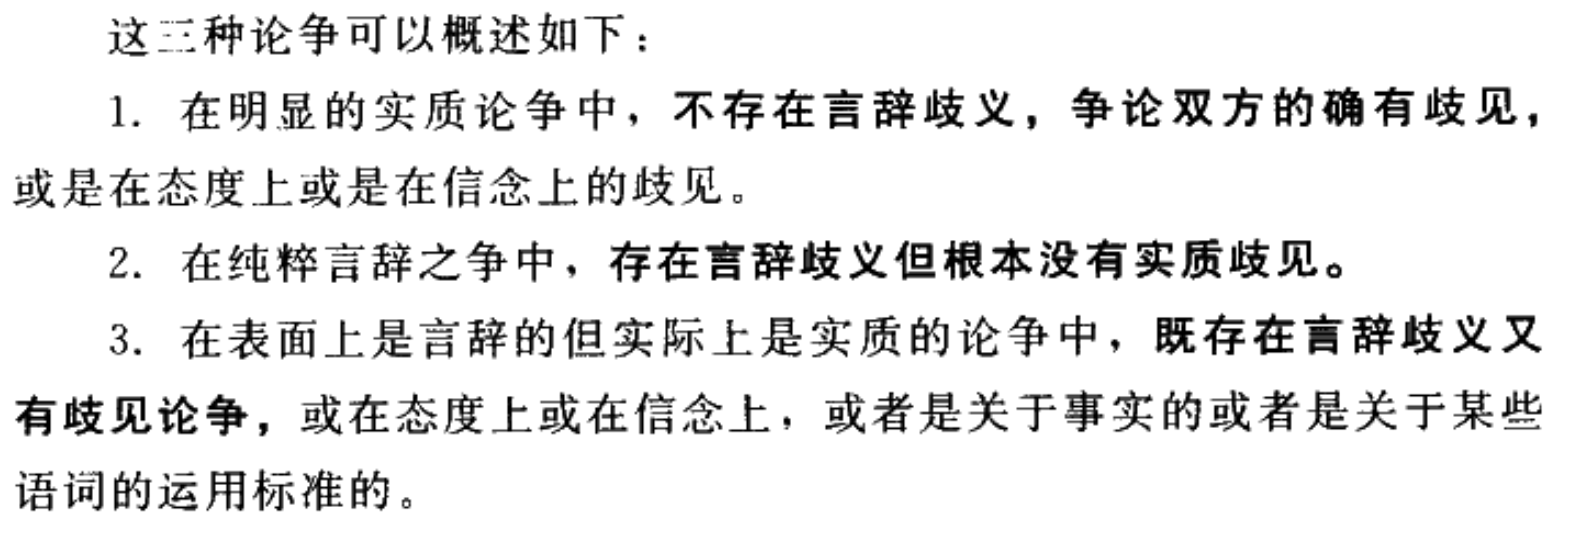 这三种论争可以概述如下：
1. 在明显的实质论争中，不存在言辞歧义，争论双方的确有歧见，
或是在态度上或是在信念上的歧见。
2. 在纯粹言辞之争中，存在言辞歧义但根本没有实质歧见。
3. 在表面上是言辞的但实际上是实质的论争中，既存在言辞歧义又
有歧见论争，或在态度上或在信念上，或者是关于事实的或者是关于某些
语词的运用标准的。